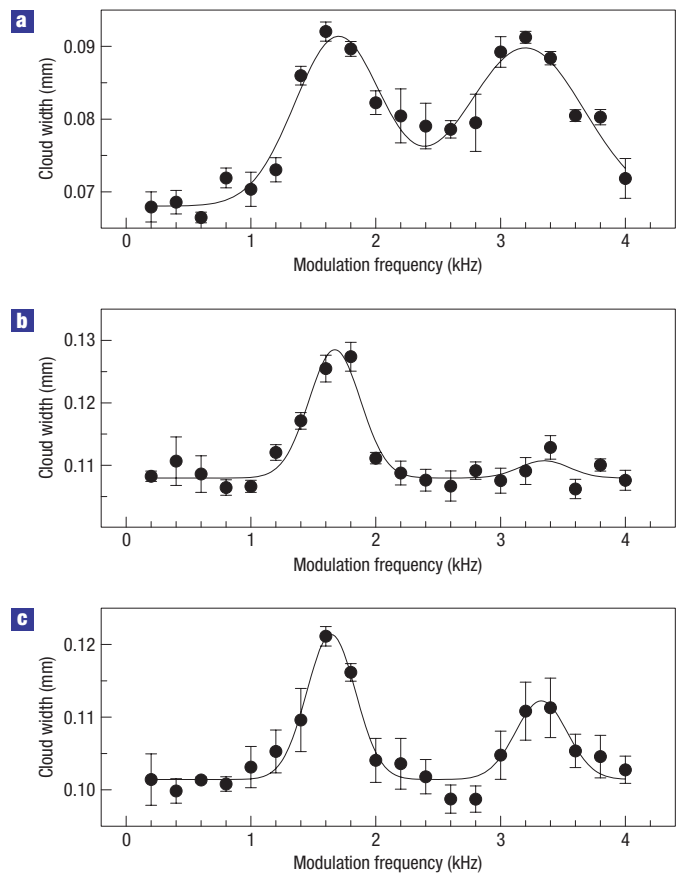 a
0.09
0.08
0.07
Cloud width (mm)
0 1 2 3 4
Modulation frequency (kHz)
b
0.13
0.12
0.11
Cloud width (mm)
0 1 2 3 4
Modulation frequency (kHz)
c
0.12
0.11
0.10
Cloud width (mm)
0 1 2 3 4
Modulation frequency (kHz)